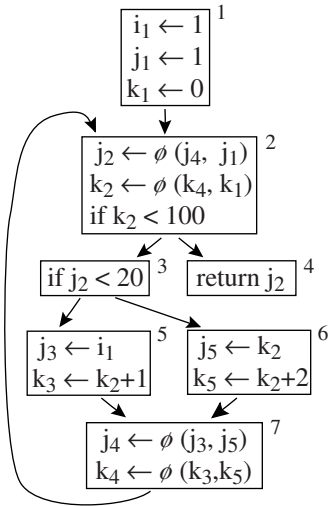 1
i₁ ← 1
j₁ ← 1
k₁ ← 0
2
j₂ ← ϕ (j₄, j₁)
k₂ ← ϕ (k₄, k₁)
if k₂ < 100
3
if j₂ < 20
4
return j₂
5
j₃ ← i₁
k₃ ← k₂+1
6
j₅ ← k₂
k₅ ← k₂+2
7
j₄ ← ϕ (j₃, j₅)
k₄ ← ϕ (k₃,k₅)